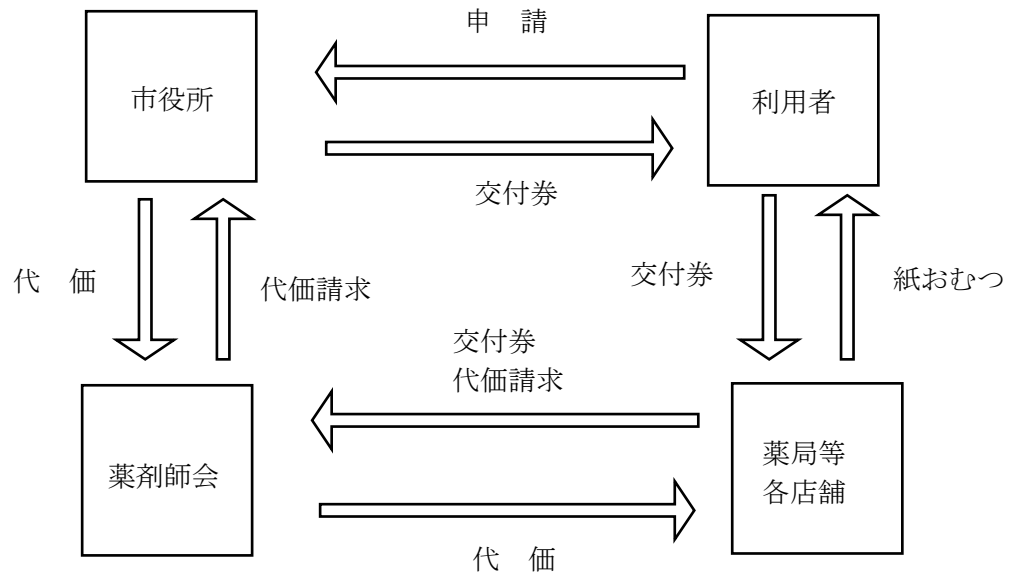 申　請
市役所
利用者
交付券
代　価
代価請求
交付券
紙おむつ
交付券
代価請求
薬剤師会
薬局等
各店舗
代　価